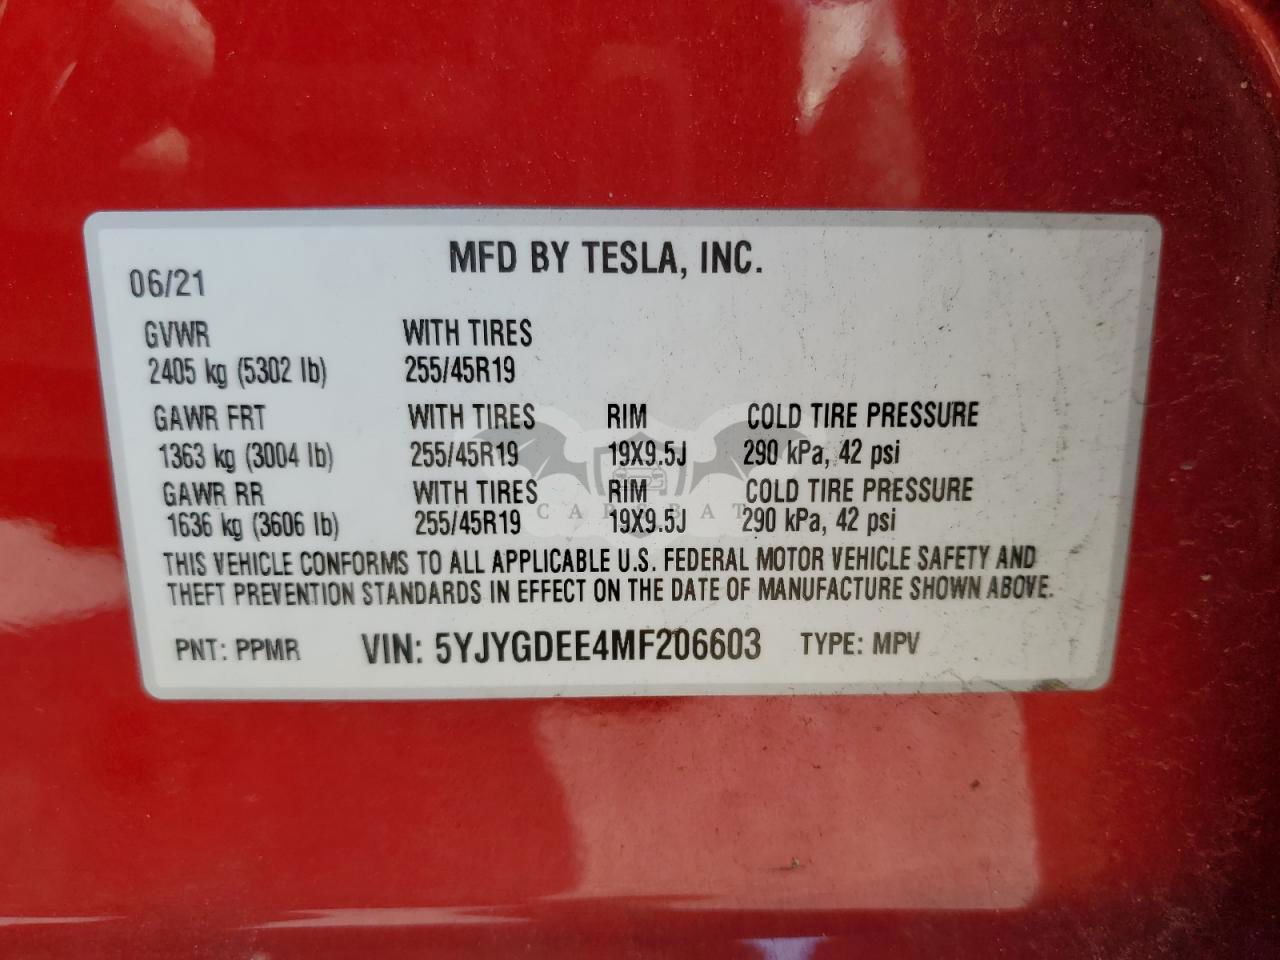 MFD BY TESLA, INC.
06/21
GVWR WITH TIRES
2405 kg (5302 lb) 255/45R19
GAWR FRT WITH TIRES RIM COLD TIRE PRESSURE
1363 kg (3004 lb) 255/45R19 19X9.5J 290 kPa, 42 psi
GAWR RR WITH TIRES RIM COLD TIRE PRESSURE
1636 kg (3606 lb) 255/45R19 19X9.5J 290 kPa, 42 psi
CARSBAT
THIS VEHICLE CONFORMS TO ALL APPLICABLE U.S. FEDERAL MOTOR VEHICLE SAFETY AND
THEFT PREVENTION STANDARDS IN EFFECT ON THE DATE OF MANUFACTURE SHOWN ABOVE.
PNT: PPMR VIN: 5YJYGDEE4MF206603 TYPE: MPV